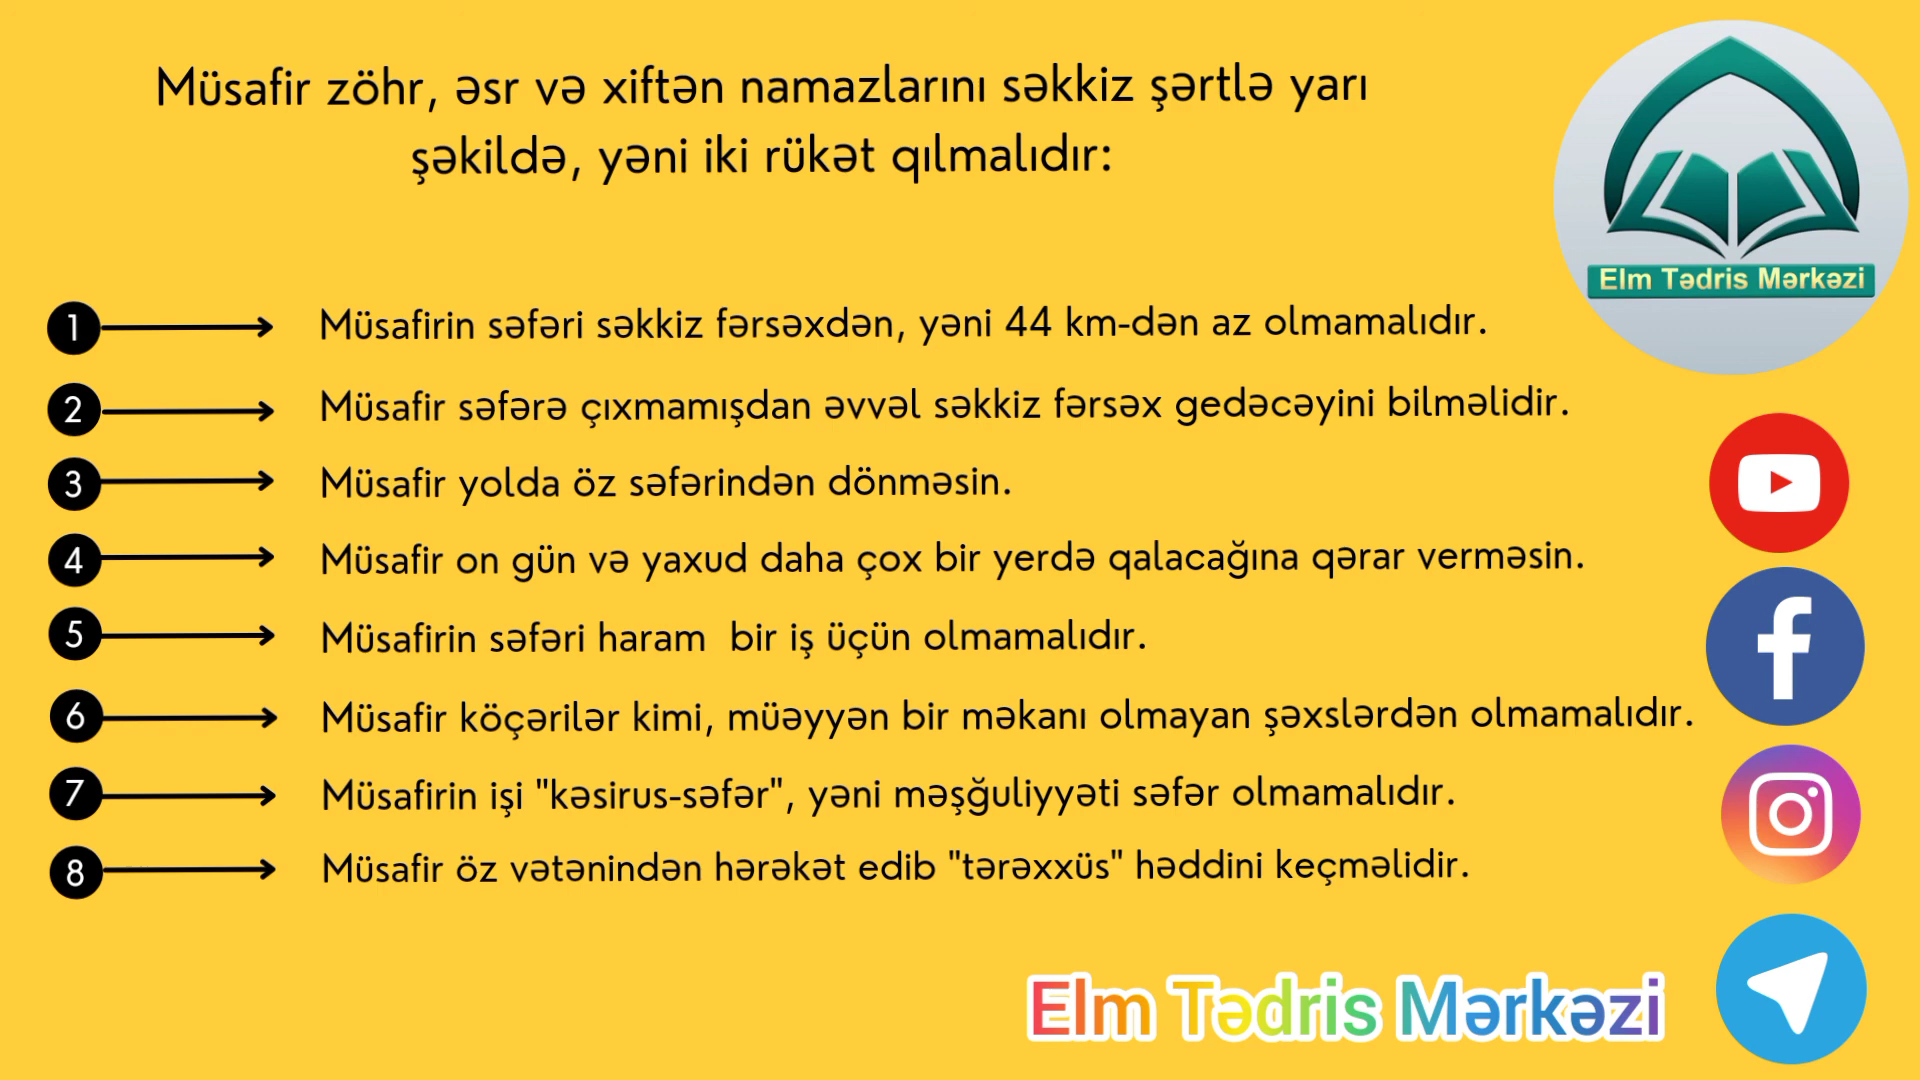 Müsafir zöhr, əsr və xiftən namazlarını səkkiz şərtlə yarı
şəkildə, yəni iki rükət qılmalıdır:
Elm Tədris Mərkəzi
1 Müsafirin səfəri səkkiz fərsəxdən, yəni 44 km-dən az olmamalıdır.
2 Müsafir səfərə çıxmamışdan əvvəl səkkiz fərsəx gedəcəyini bilməlidir.
3 Müsafir yolda öz səfərindən dönməsin.
4 Müsafir on gün və yaxud daha çox bir yerdə qalacağına qərar verməsin.
5 Müsafirin səfəri haram  bir iş üçün olmamalıdır.
6 Müsafir köçərilər kimi, müəyyən bir məkanı olmayan şəxslərdən olmamalıdır.
7 Müsafirin işi "kəsirus-səfər", yəni məşğuliyyəti səfər olmamalıdır.
8 Müsafir öz vətənindən hərəkət edib "tərəxxüs" həddini keçməlidir.
Elm Tədris Mərkəzi